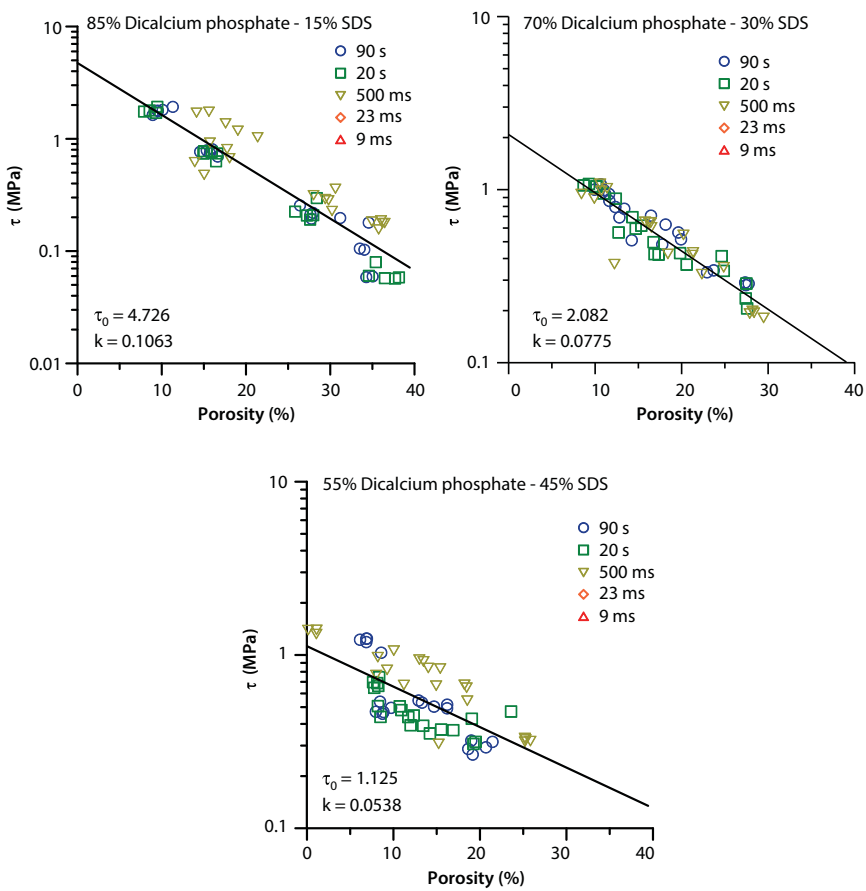 85% Dicalcium phosphate - 15% SDS
10
1
0.1
0.01
τ (MPa)
90 s
20 s
500 ms
23 ms
9 ms
τ0 = 4.726
k = 0.1063
0 10 20 30 40
Porosity (%)
70% Dicalcium phosphate - 30% SDS
10
1
0.1
τ (MPa)
90 s
20 s
500 ms
23 ms
9 ms
τ0 = 2.082
k = 0.0775
0 10 20 30 40
Porosity (%)
55% Dicalcium phosphate - 45% SDS
10
1
0.1
τ (MPa)
90 s
20 s
500 ms
23 ms
9 ms
τ0 = 1.125
k = 0.0538
0 10 20 30 40
Porosity (%)